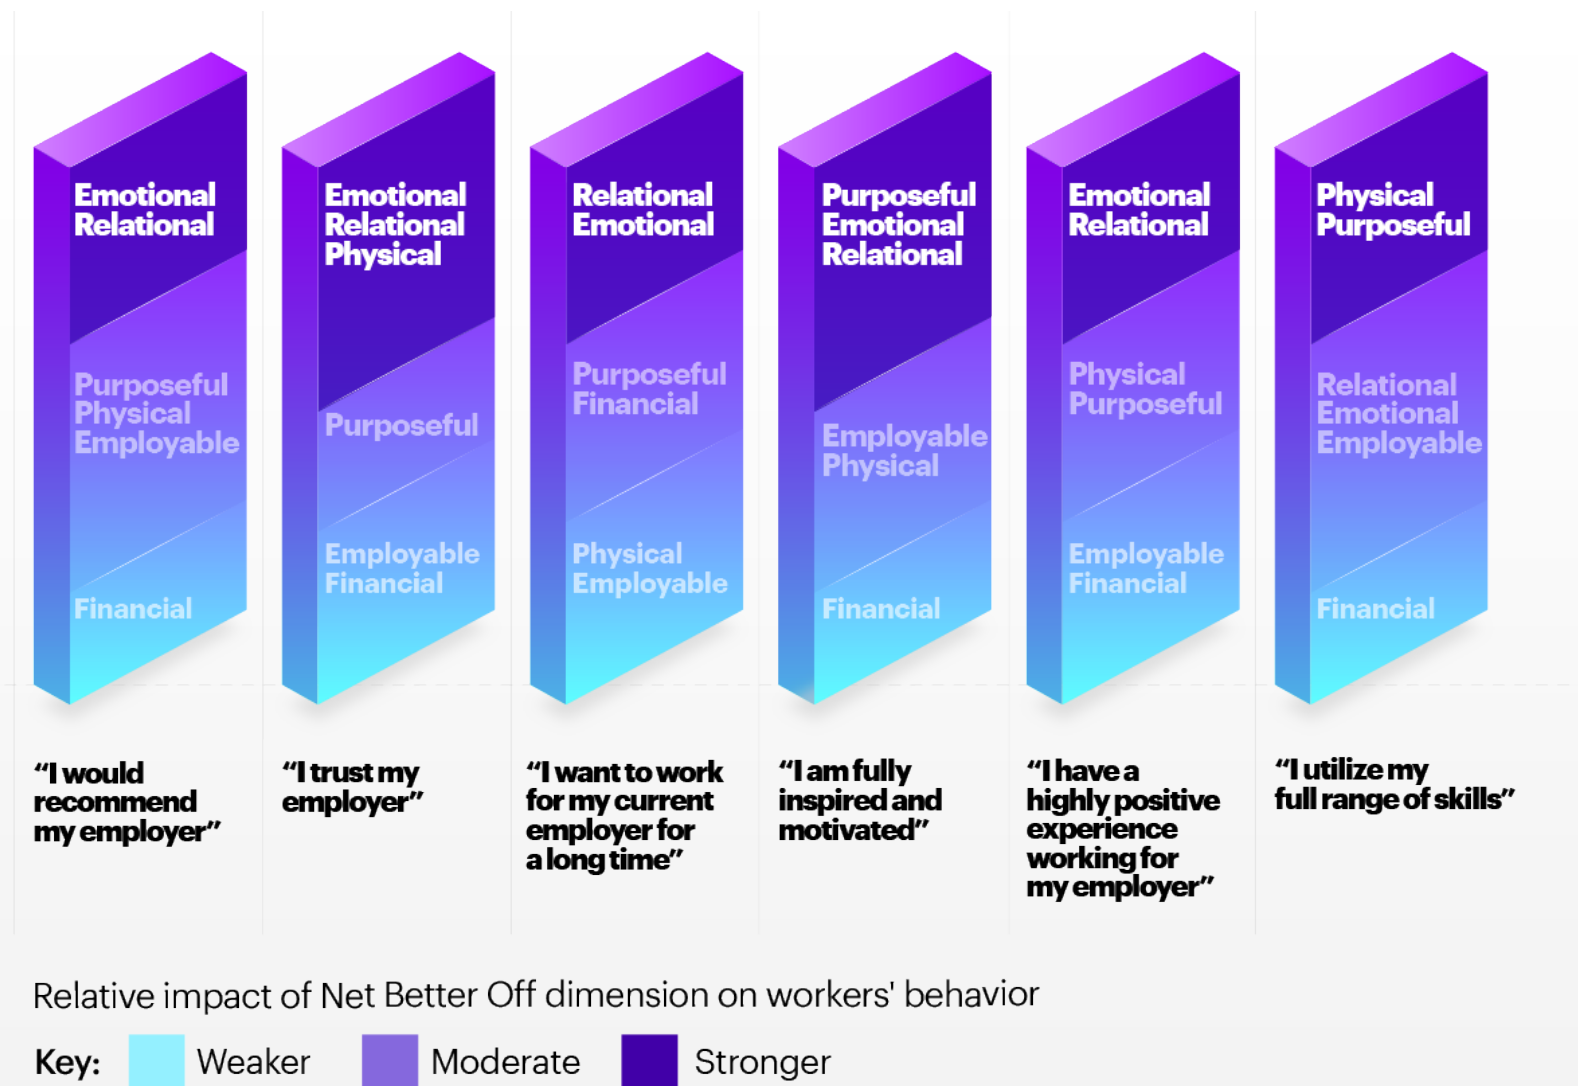 Emotional
Relational
Purposeful
Physical
Employable
Financial
“I would
recommend
my employer”
Emotional
Relational
Physical
Purposeful
Employable
Financial
“I trust my
employer”
Relational
Emotional
Purposeful
Financial
Physical
Employable
“I want to work
for my current
employer for
a long time”
Purposeful
Emotional
Relational
Employable
Physical
Financial
“I am fully
inspired and
motivated”
Emotional
Relational
Physical
Purposeful
Employable
Financial
“I have a
highly positive
experience
working for
my employer”
Physical
Purposeful
Relational
Emotional
Employable
Financial
“I utilize my
full range of skills”
Relative impact of Net Better Off dimension on workers' behavior
Key: Weaker Moderate Stronger